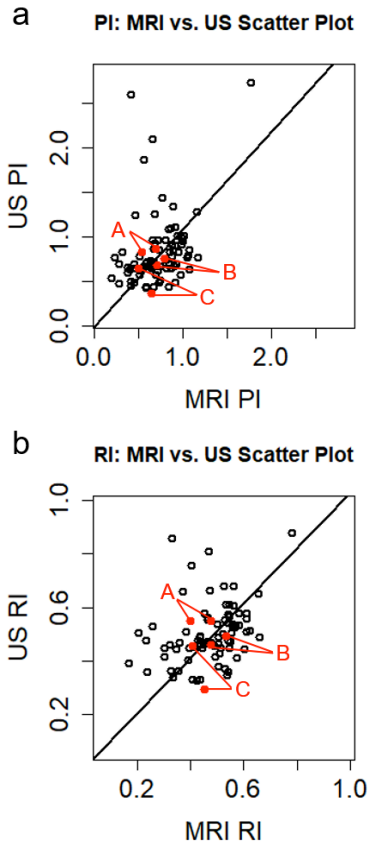 a
PI: MRI vs. US Scatter Plot
US PI
2.0
1.0
0.0
A
B
C
0.0 1.0 2.0
MRI PI
b
RI: MRI vs. US Scatter Plot
US RI
1.0
0.6
0.2
A
B
C
0.2 0.6 1.0
MRI RI